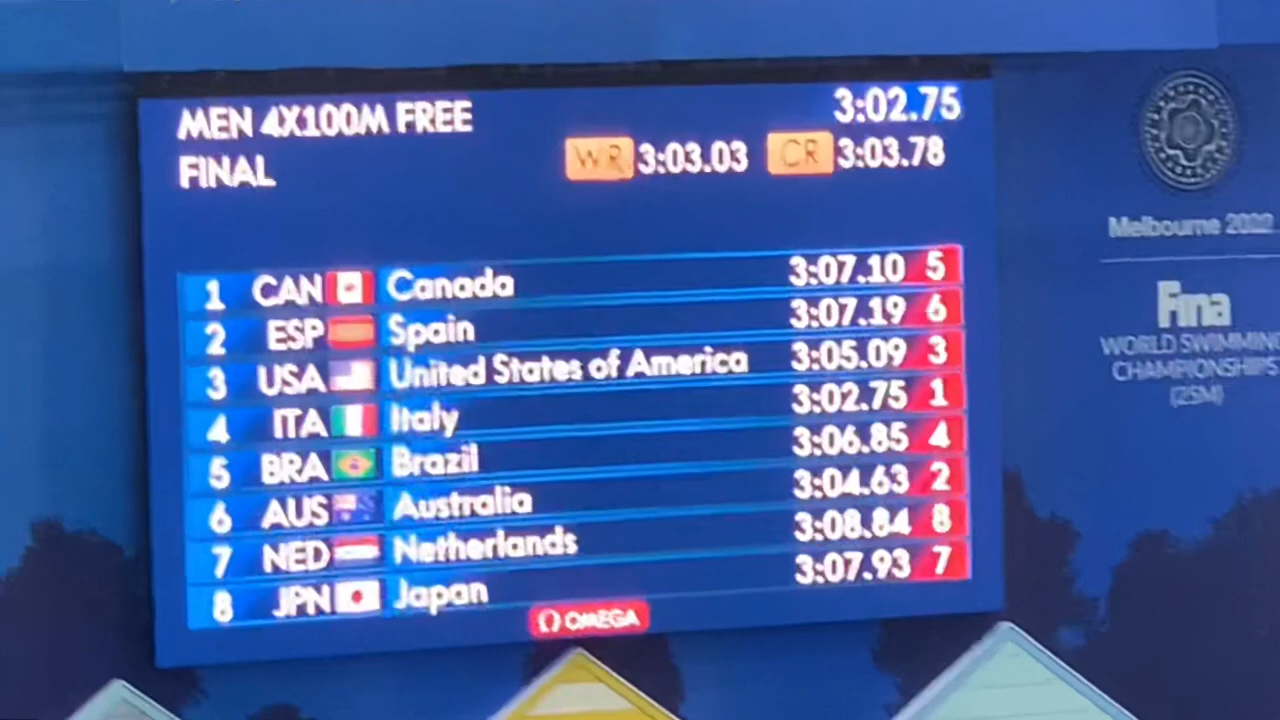 MEN 4X100M FREE 3:02.75
FINAL WR 3:03.03 CR 3:03.78
1 CAN Canada 3:07.10 5
2 ESP Spain 3:07.19 6
3 USA United States of America 3:05.09 3
4 ITA Italy 3:02.75 1
5 BRA Brazil 3:06.85 4
6 AUS Australia 3:04.63 2
7 NED Netherlands 3:08.84 8
8 JPN Japan 3:07.93 7
Ω OMEGA
Melbourne 2022
Fina
WORLD SWIMMING
CHAMPIONSHIPS
(25M)